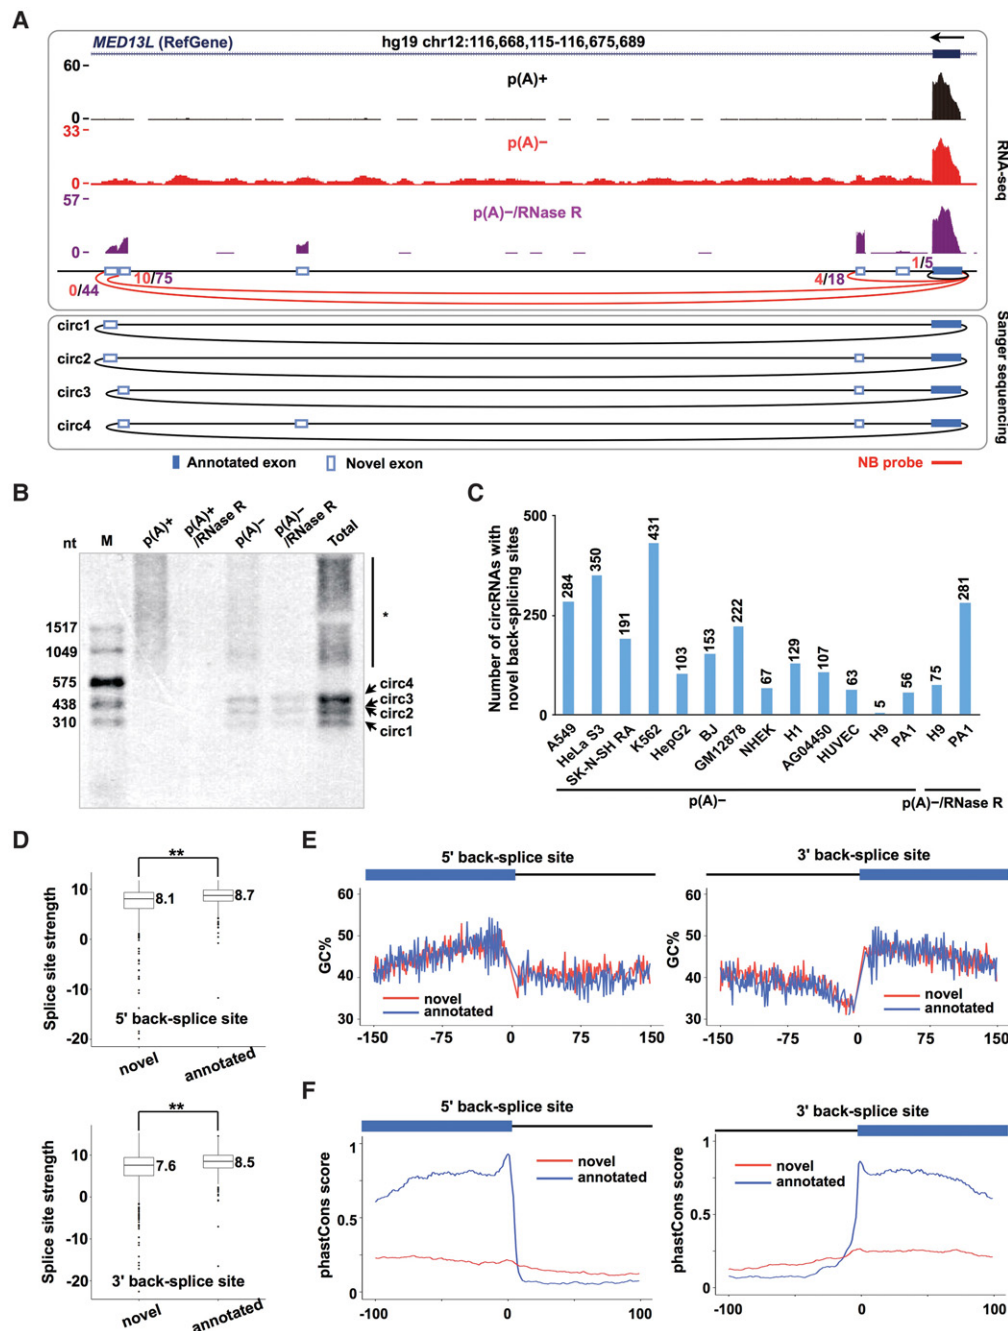 A
MED13L (RefGene)
hg19 chr12:116,668,115-116,675,689
60
p(A)+
0
33
p(A)−
0
57
p(A)−/RNase R
0
RNA-seq
10/75
0/44
4/18
1/5
circ1
circ2
circ3
circ4
Sanger sequencing
Annotated exon
Novel exon
NB probe
B
nt
M
p(A)+
p(A)+ /RNase R
p(A)−
p(A)− /RNase R
Total
1517
1049
575
438
310
*
circ4
circ3
circ2
circ1
C
Number of circRNAs with novel back-splicing sites
500
250
0
284
350
191
431
103
153
222
67
129
107
63
5
56
75
281
A549
HeLa S3
SK-N-SH RA
K562
HepG2
BJ
GM12878
NHEK
H1
AG04450
HUVEC
H9
PA1
H9
PA1
p(A)−
p(A)−/RNase R
D
Splice site strength
**
10
0
-10
-20
8.1
8.7
5' back-splice site
novel
annotated
Splice site strength
**
10
0
-10
-20
7.6
8.5
3' back-splice site
novel
annotated
E
5' back-splice site
GC%
60
50
40
30
novel
annotated
-150
-75
0
75
150
3' back-splice site
GC%
60
50
40
30
novel
annotated
-150
-75
0
75
150
F
5' back-splice site
phastCons score
1
0.5
0
novel
annotated
-100
0
100
3' back-splice site
phastCons score
1
0.5
0
novel
annotated
-100
0
100